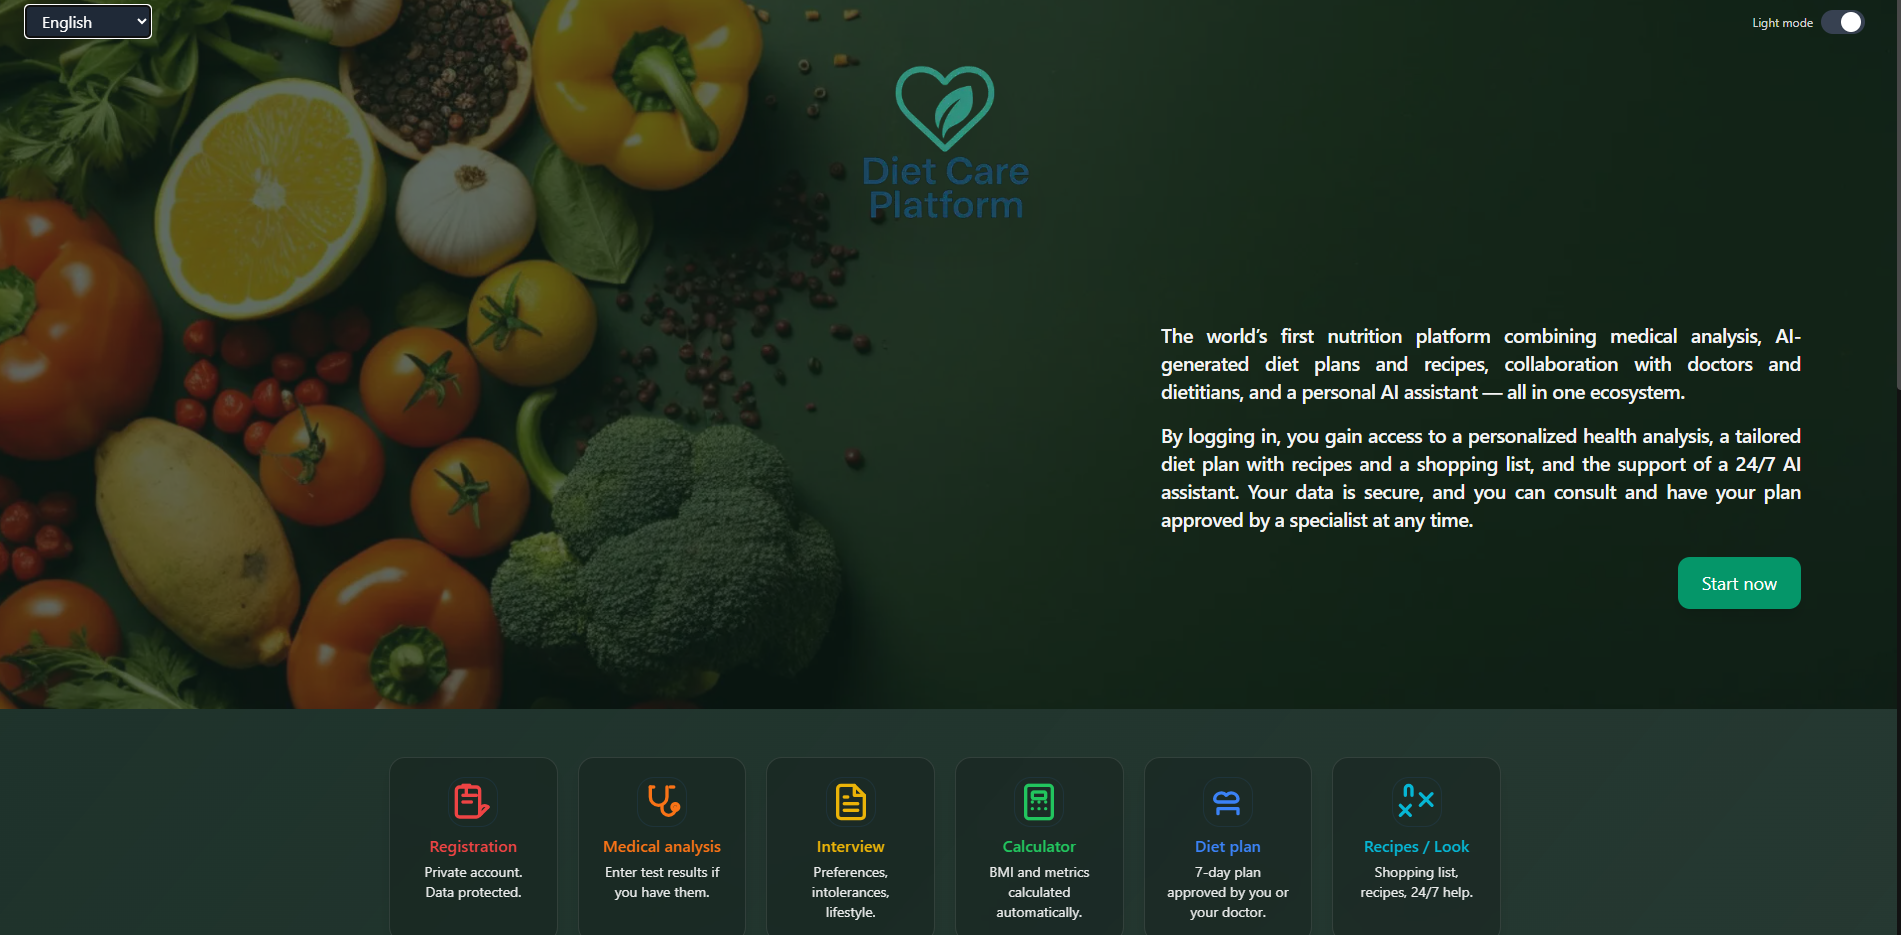 English
Light mode
Diet Care
Platform
The world’s first nutrition platform combining medical analysis, AI-
generated diet plans and recipes, collaboration with doctors and
dietitians, and a personal AI assistant — all in one ecosystem.
By logging in, you gain access to a personalized health analysis, a tailored
diet plan with recipes and a shopping list, and the support of a 24/7 AI
assistant. Your data is secure, and you can consult and have your plan
approved by a specialist at any time.
Start now
Registration
Private account.
Data protected.
Medical analysis
Enter test results if
you have them.
Interview
Preferences,
intolerances,
lifestyle.
Calculator
BMI and metrics
calculated
automatically.
Diet plan
7-day plan
approved by you or
your doctor.
Recipes / Look
Shopping list,
recipes, 24/7 help.